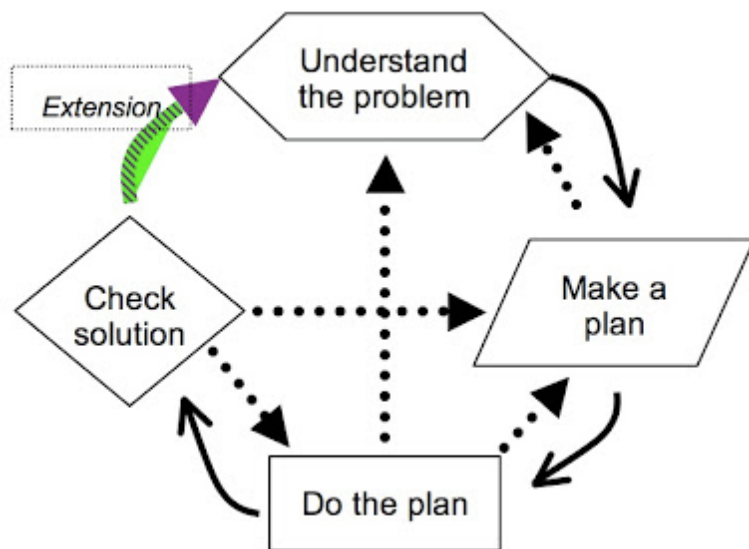 Understand
the problem
Extension
Check
solution
Make a
plan
Do the plan